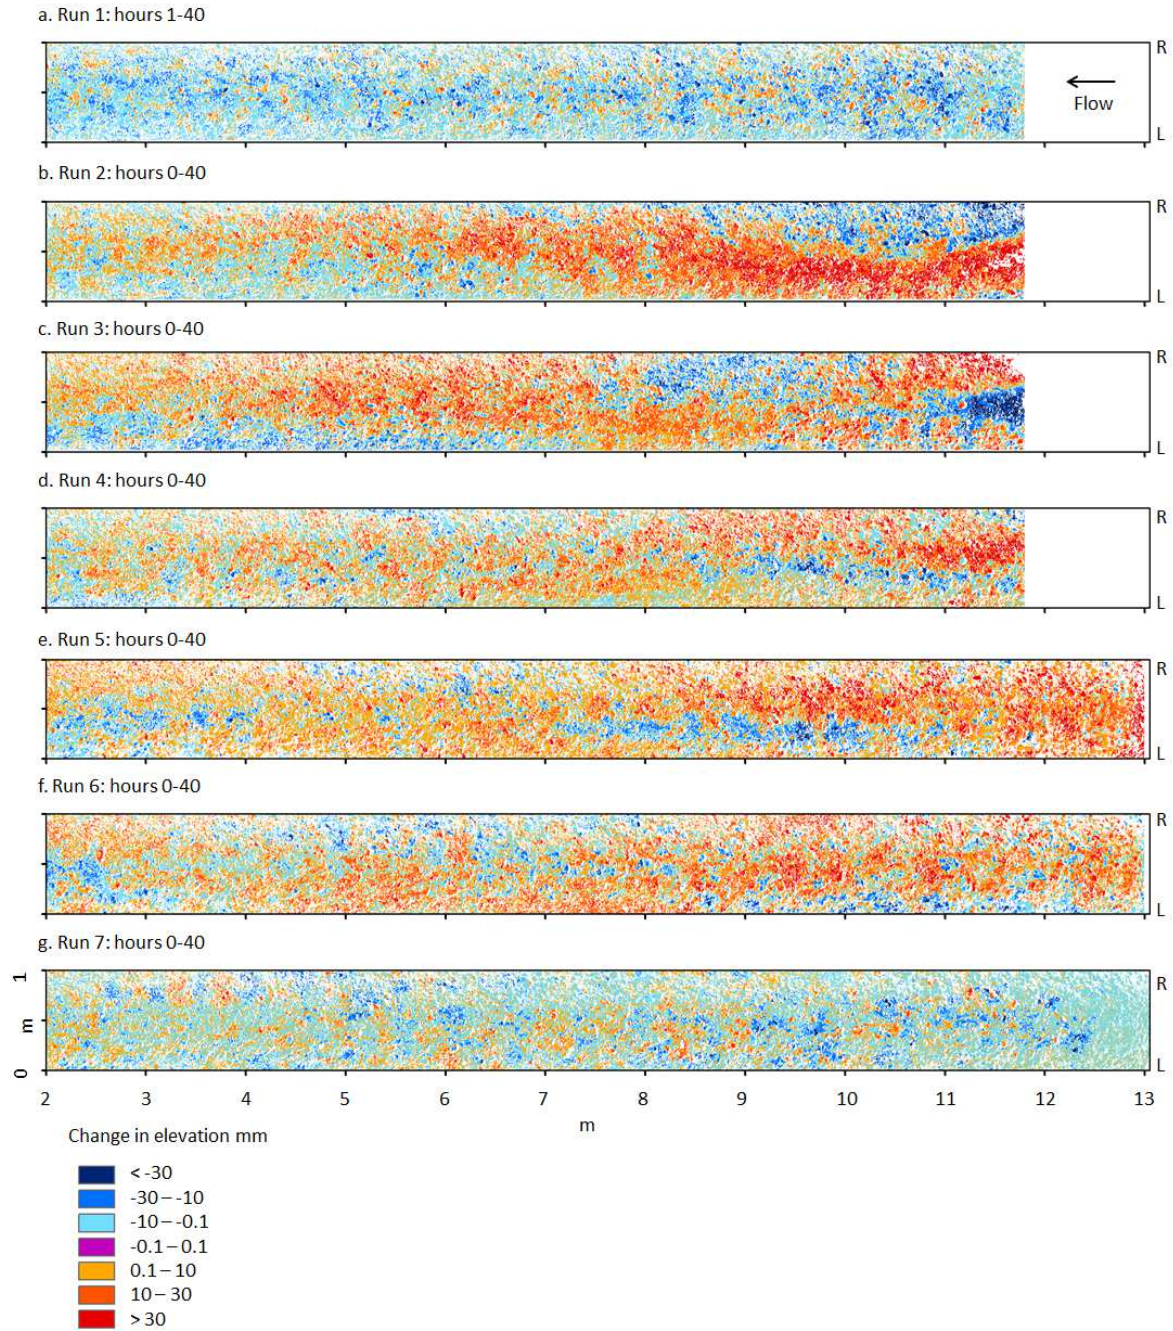 a. Run 1: hours 1-40
R
Flow
L
b. Run 2: hours 0-40
R
L
c. Run 3: hours 0-40
R
L
d. Run 4: hours 0-40
R
L
e. Run 5: hours 0-40
R
L
f. Run 6: hours 0-40
R
L
g. Run 7: hours 0-40
1
m
0
R
L
2 3 4 5 6 7 8 9 10 11 12 13
m
Change in elevation mm
< -30
-30 – -10
-10 – -0.1
-0.1 – 0.1
0.1 – 10
10 – 30
> 30